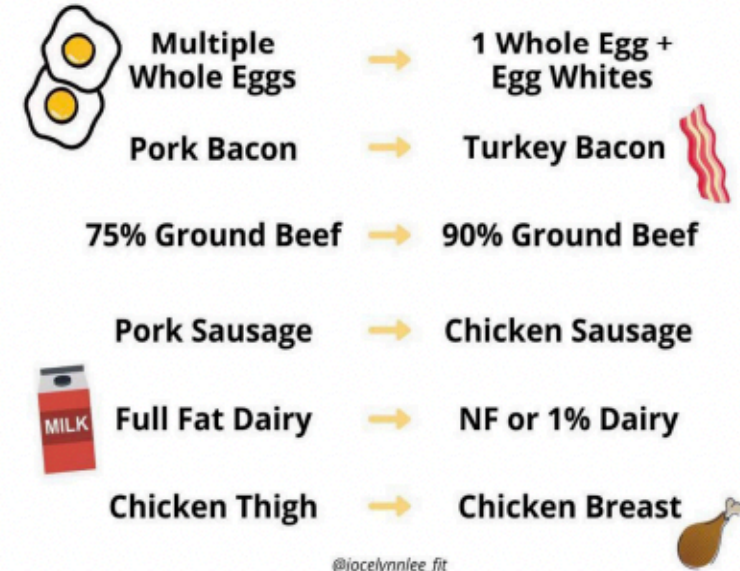 Multiple
Whole Eggs
1 Whole Egg +
Egg Whites
Pork Bacon
Turkey Bacon
75% Ground Beef
90% Ground Beef
Pork Sausage
Chicken Sausage
MILK
Full Fat Dairy
NF or 1% Dairy
Chicken Thigh
Chicken Breast
@jocelynnlee_fit